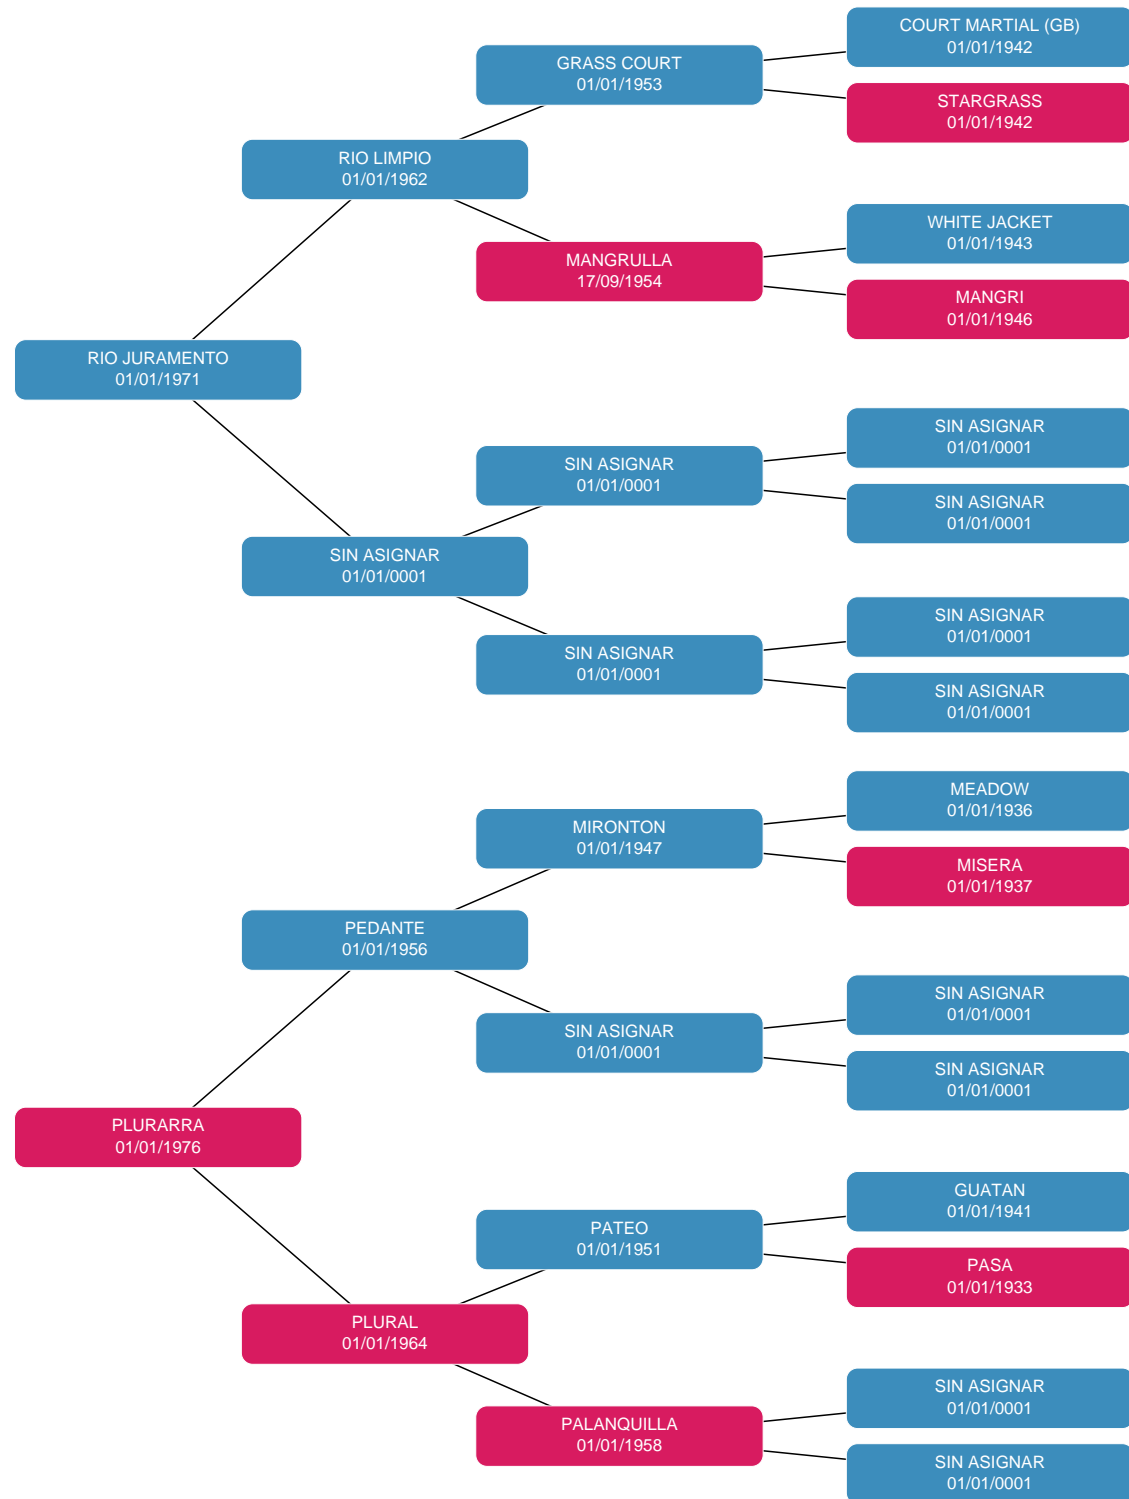 COURT MARTIAL (GB)
01/01/1942
GRASS COURT
01/01/1953
STARGRASS
01/01/1942
RIO LIMPIO
01/01/1962
WHITE JACKET
01/01/1943
MANGRULLA
17/09/1954
MANGRI
01/01/1946
RIO JURAMENTO
01/01/1971
SIN ASIGNAR
01/01/0001
SIN ASIGNAR
01/01/0001
SIN ASIGNAR
01/01/0001
SIN ASIGNAR
01/01/0001
SIN ASIGNAR
01/01/0001
SIN ASIGNAR
01/01/0001
SIN ASIGNAR
01/01/0001
MEADOW
01/01/1936
MIRONTON
01/01/1947
MISERA
01/01/1937
PEDANTE
01/01/1956
SIN ASIGNAR
01/01/0001
SIN ASIGNAR
01/01/0001
SIN ASIGNAR
01/01/0001
PLURARRA
01/01/1976
GUATAN
01/01/1941
PATEO
01/01/1951
PASA
01/01/1933
PLURAL
01/01/1964
SIN ASIGNAR
01/01/0001
PALANQUILLA
01/01/1958
SIN ASIGNAR
01/01/0001